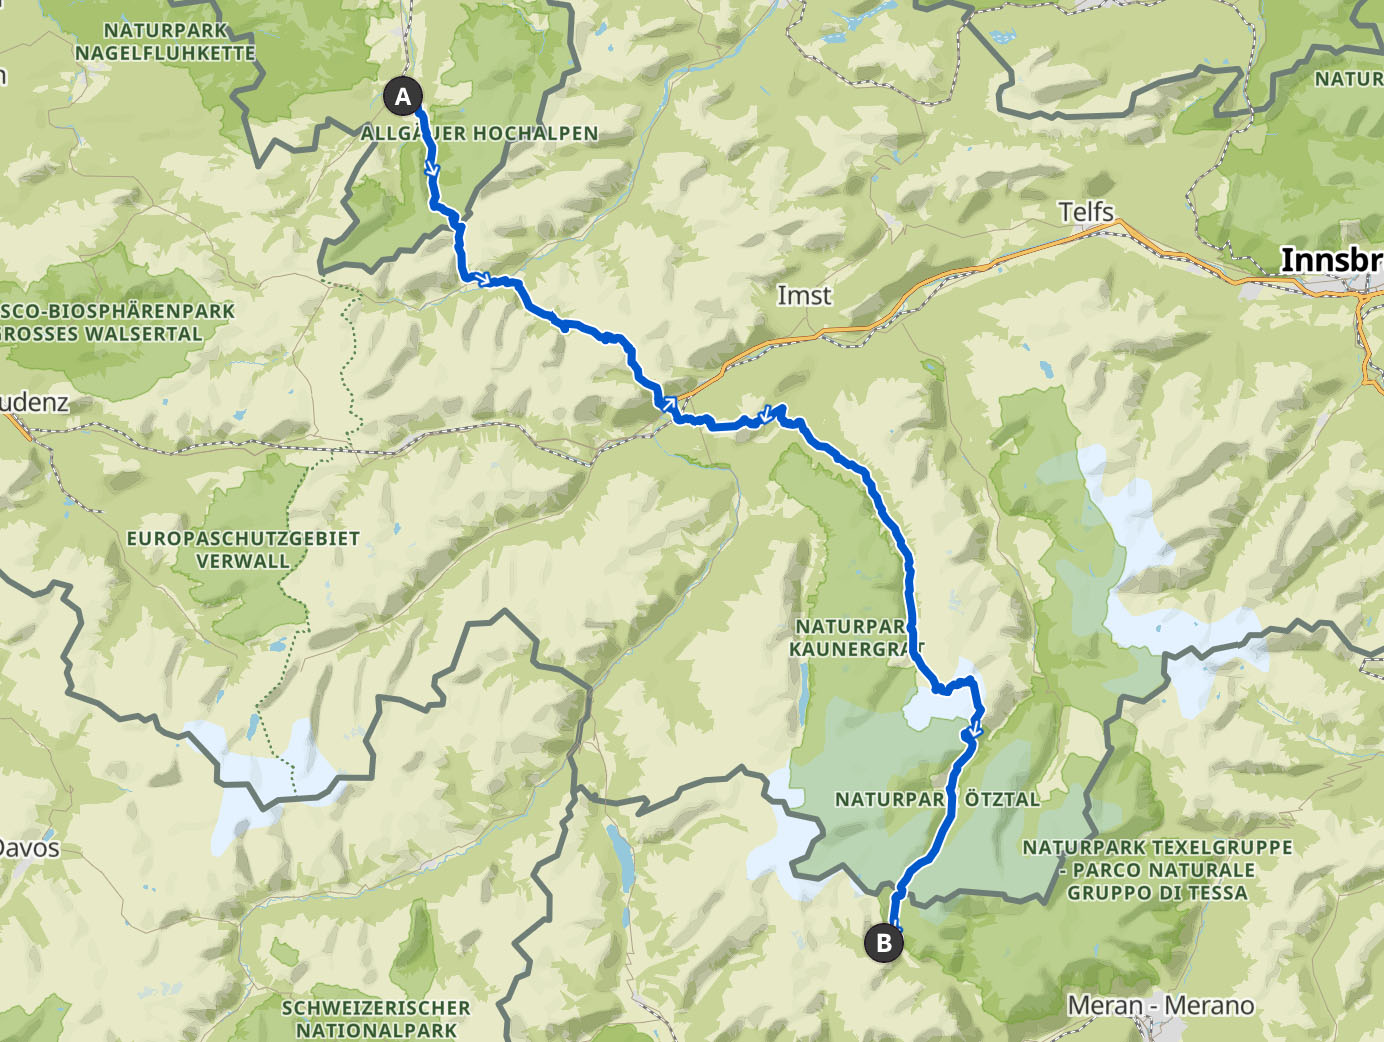 NATURPARK
NAGELFLUHKETTE
NATUR
A
ALLGÄUER HOCHALPEN
Telfs
Innsbr
Imst
SCO-BIOSPHÄRENPARK
GROSSES WALSERTAL
udenz
EUROPASCHUTZGEBIET
VERWALL
NATURPAR
KAUNERGRAT
NATURPAR ÖTZTAL
Davos
NATURPARK TEXELGRUPPE
- PARCO NATURALE
GRUPPO DI TESSA
B
SCHWEIZERISCHER
NATIONALPARK
Meran - Merano